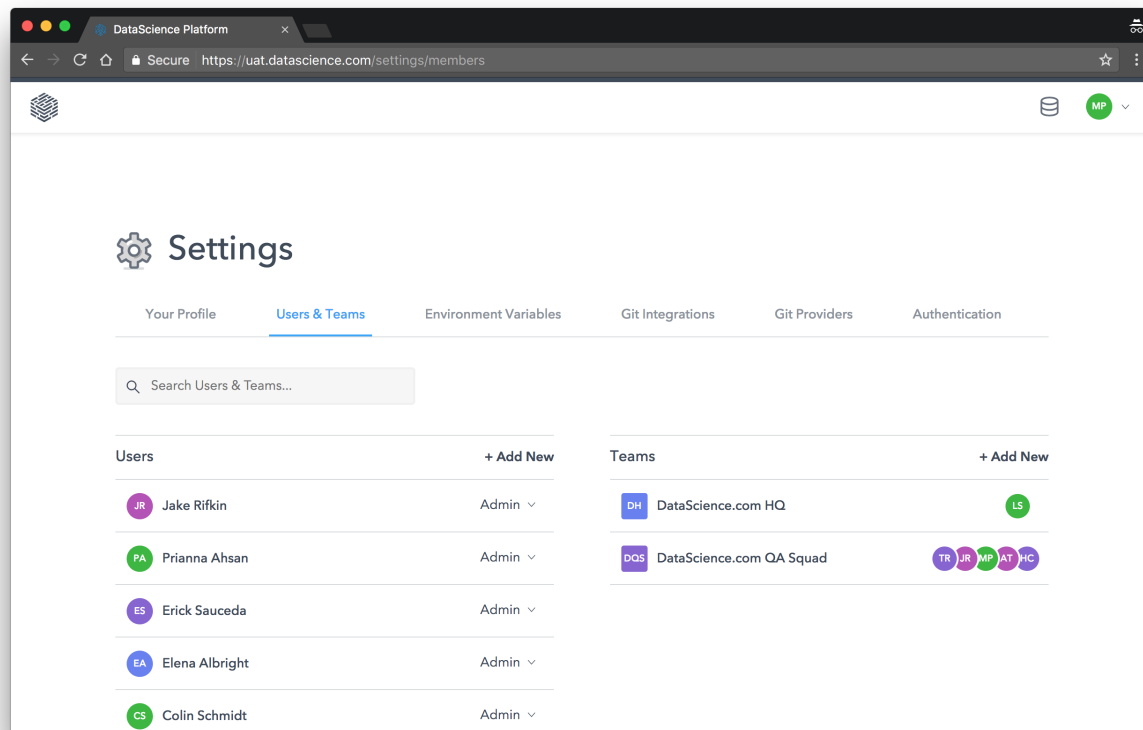 DataScience Platform
Secure https://uat.datascience.com/settings/members
MP
Settings
Your Profile Users & Teams Environment Variables Git Integrations Git Providers Authentication
Search Users & Teams...
Users + Add New
JR Jake Rifkin Admin
PA Prianna Ahsan Admin
ES Erick Sauceda Admin
EA Elena Albright Admin
CS Colin Schmidt Admin
Teams + Add New
DH DataScience.com HQ LS
DQS DataScience.com QA Squad TR JR MP AT HC